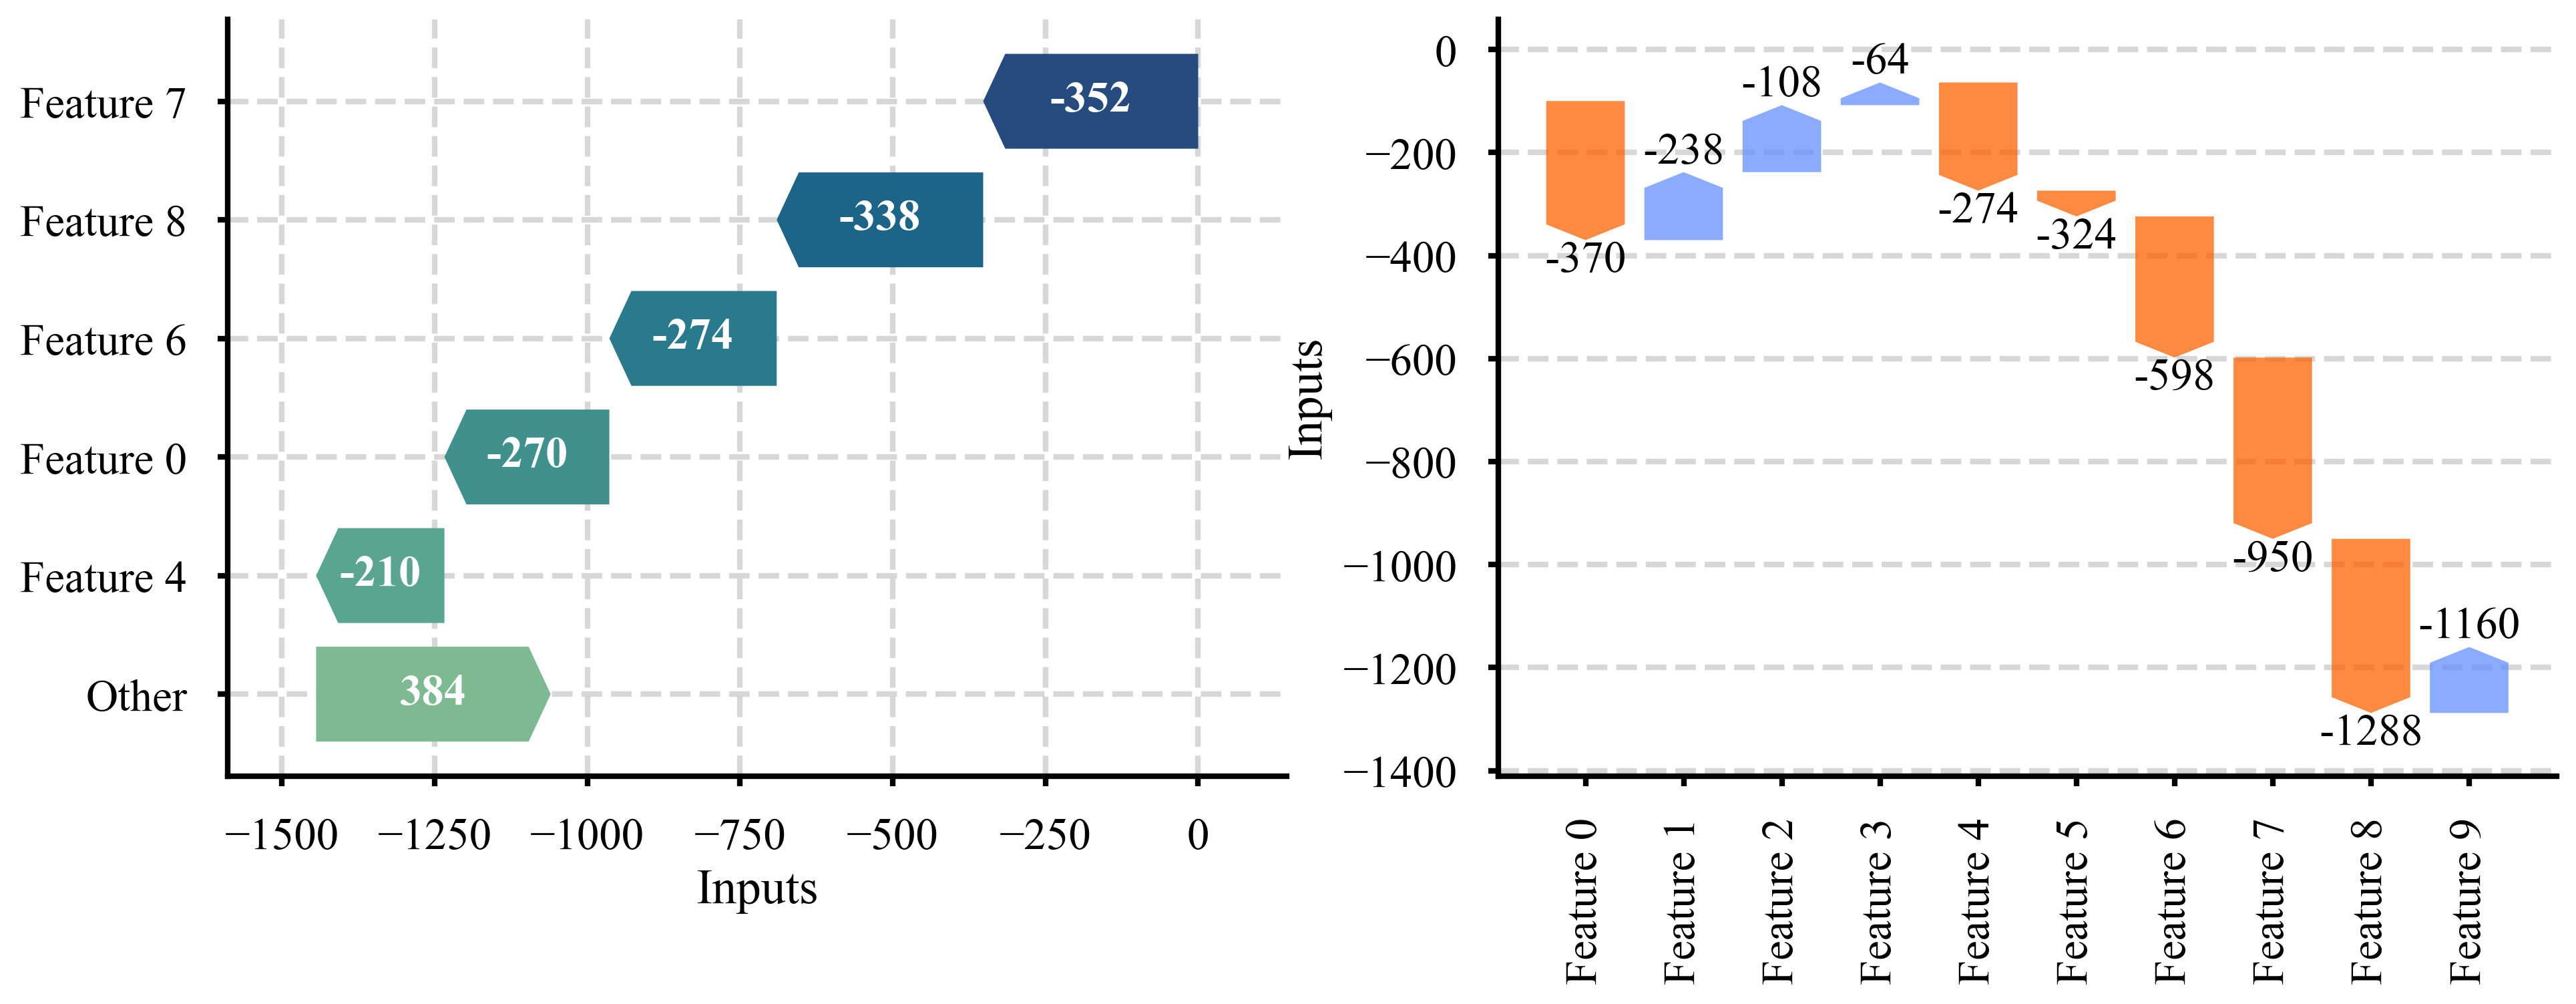 Feature 7
-352
Feature 8
-338
Feature 6
-274
Feature 0
-270
Feature 4
-210
Other
384
−1500 −1250 −1000 −750 −500 −250 0
Inputs
Inputs
0
−200
−400
−600
−800
−1000
−1200
−1400
-370
-238
-108
-64
-274
-324
-598
-950
-1288
-1160
Feature 0
Feature 1
Feature 2
Feature 3
Feature 4
Feature 5
Feature 6
Feature 7
Feature 8
Feature 9